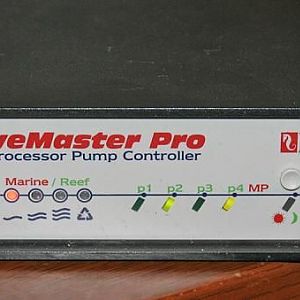 veMaster Pro
rocessor Pump Controller
Marine / Reef
p1 p2 p3 p4 MP